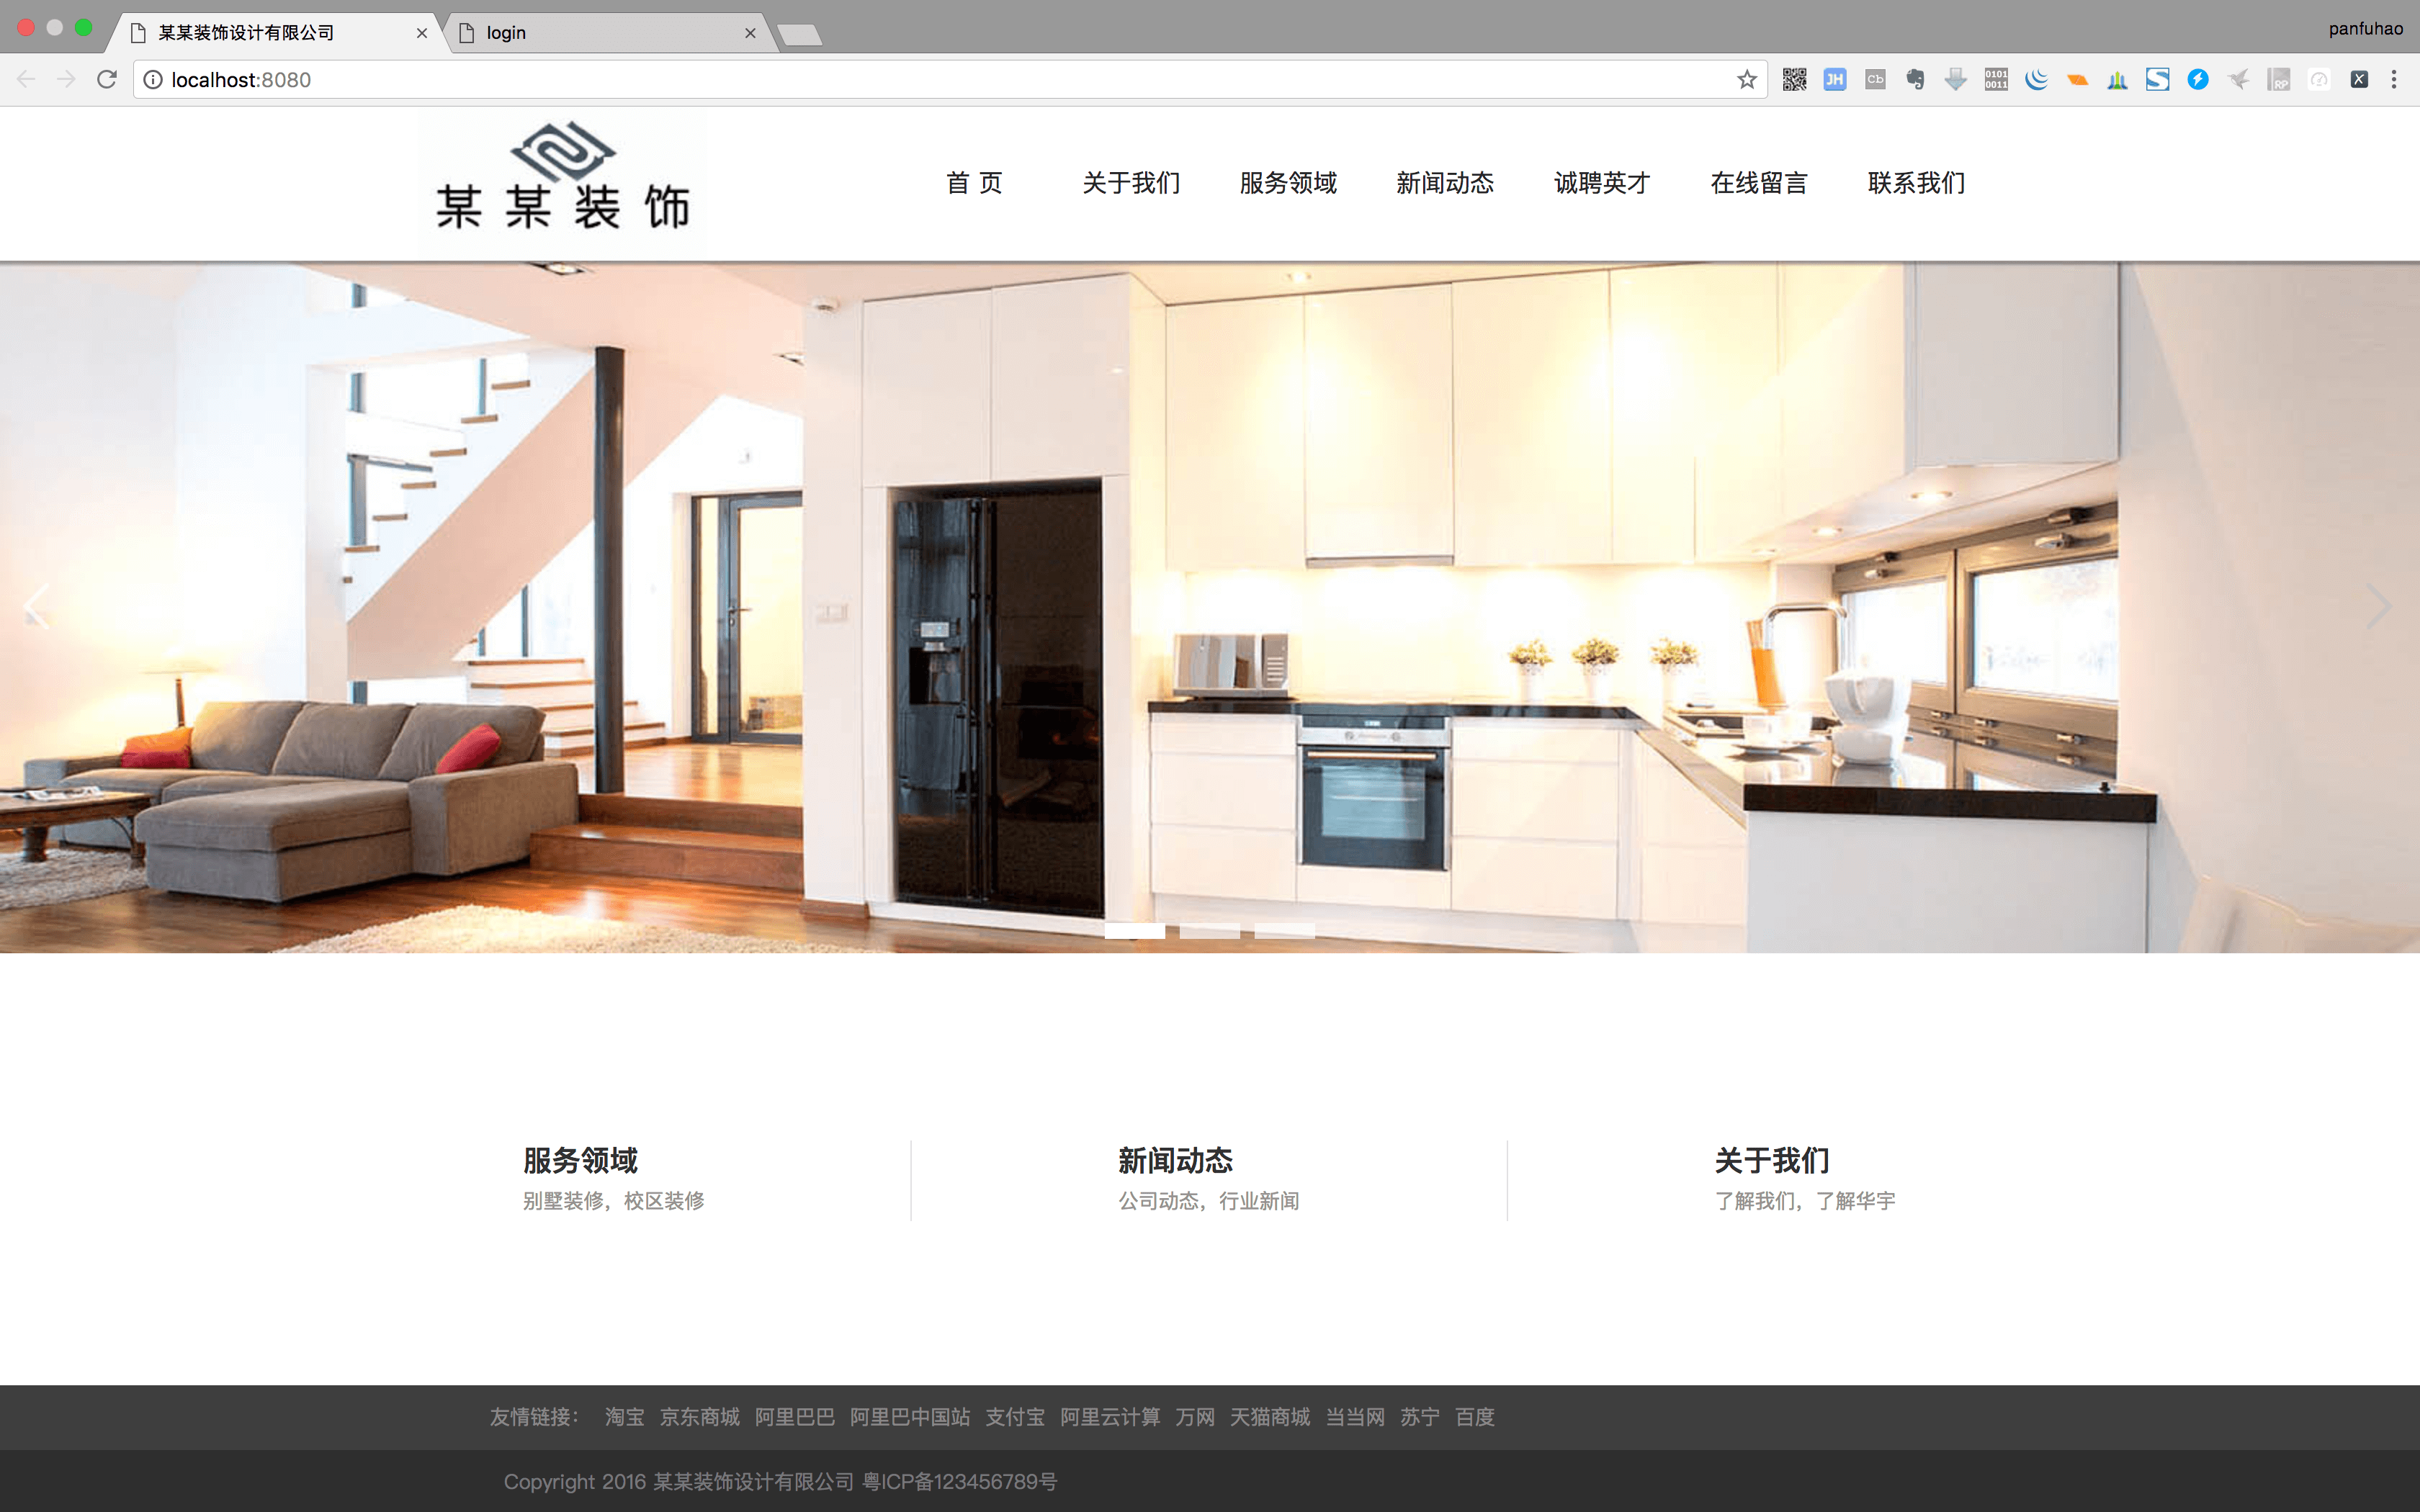 某某装饰设计有限公司 login panfuhao
localhost:8080
JH Cb 0101 0011 S RP X
某某装饰
首 页 关于我们 服务领域 新闻动态 诚聘英才 在线留言 联系我们
服务领域 新闻动态 关于我们
别墅装修，校区装修 公司动态，行业新闻 了解我们，了解华宇
友情链接： 淘宝 京东商城 阿里巴巴 阿里巴中国站 支付宝 阿里云计算 万网 天猫商城 当当网 苏宁 百度
Copyright 2016 某某装饰设计有限公司 粤ICP备123456789号